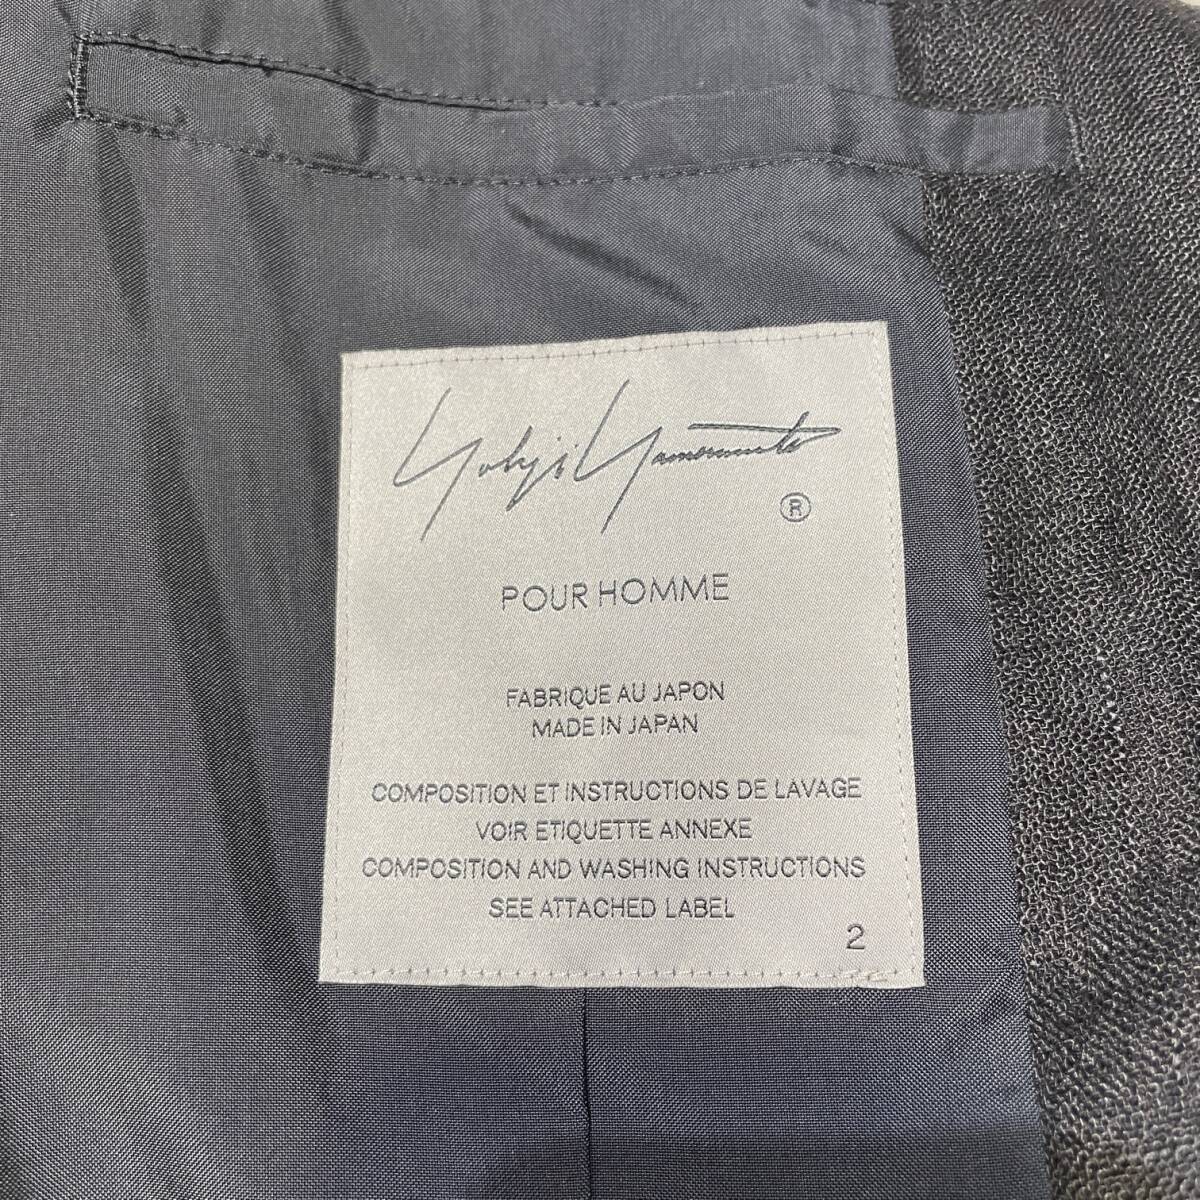 Yohji Yamamoto
®
POUR HOMME
FABRIQUE AU JAPON
MADE IN JAPAN
COMPOSITION ET INSTRUCTIONS DE LAVAGE
VOIR ETIQUETTE ANNEXE
COMPOSITION AND WASHING INSTRUCTIONS
SEE ATTACHED LABEL
2